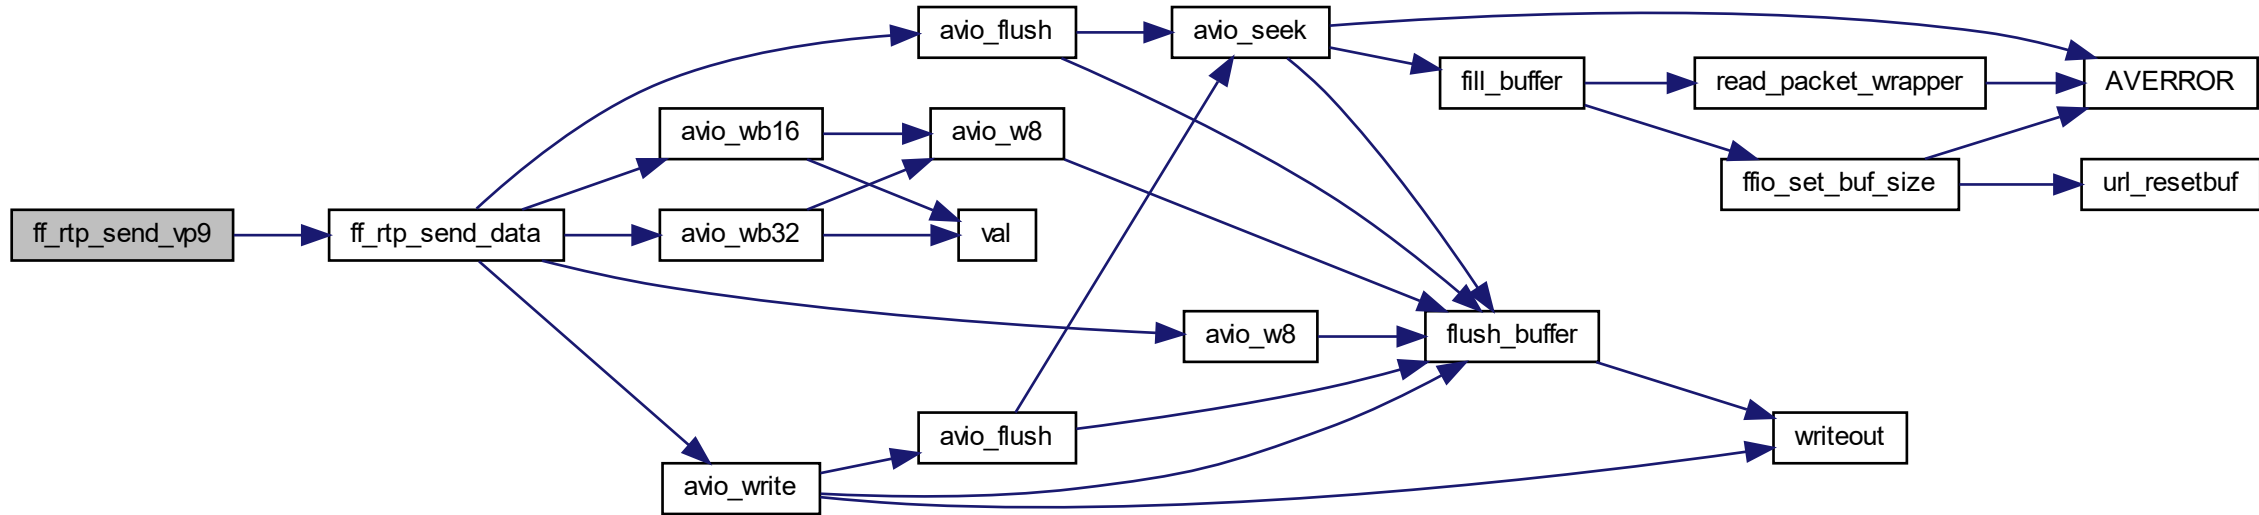 avio_flush
avio_seek
fill_buffer
read_packet_wrapper
AVERROR
avio_wb16
avio_w8
ffio_set_buf_size
url_resetbuf
ff_rtp_send_vp9
ff_rtp_send_data
avio_wb32
val
avio_w8
flush_buffer
avio_flush
writeout
avio_write